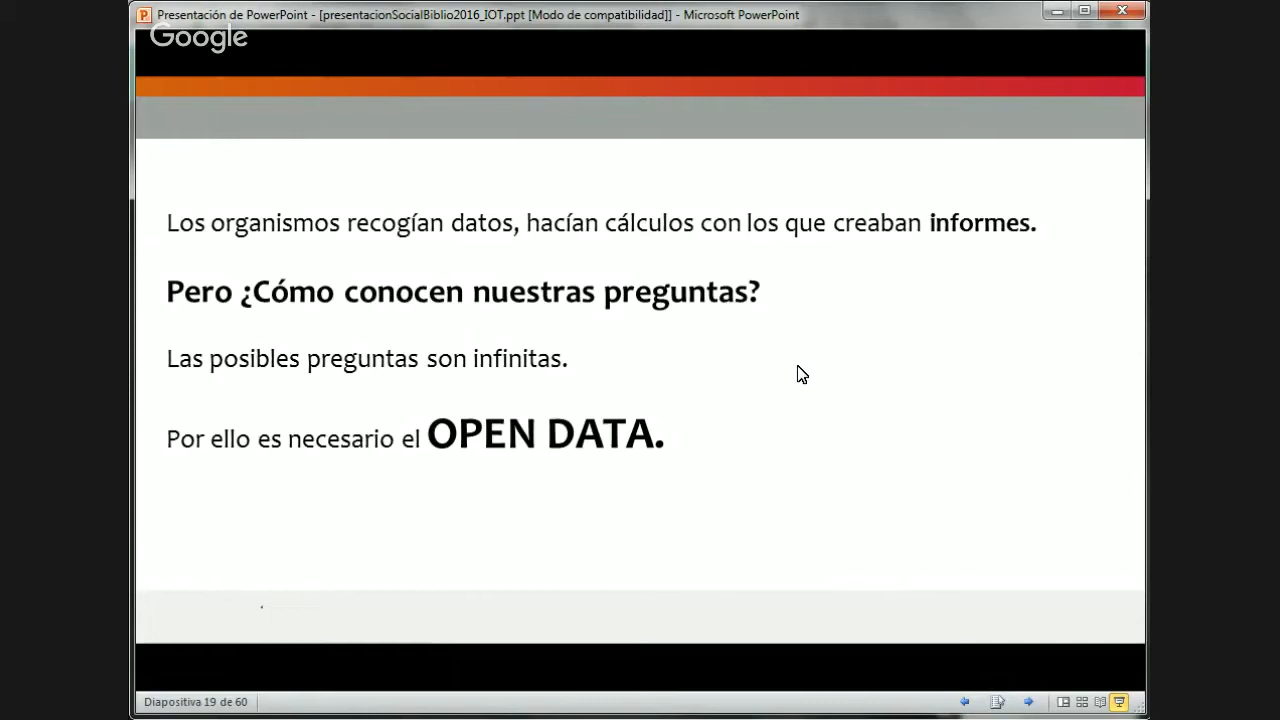 Presentación de PowerPoint - [presentacionSocialBiblio2016_IOT.ppt [Modo de compatibilidad]] - Microsoft PowerPoint
Google
Los organismos recogían datos, hacían cálculos con los que creaban informes.
Pero ¿Cómo conocen nuestras preguntas?
Las posibles preguntas son infinitas.
Por ello es necesario el OPEN DATA.
Diapositiva 19 de 60